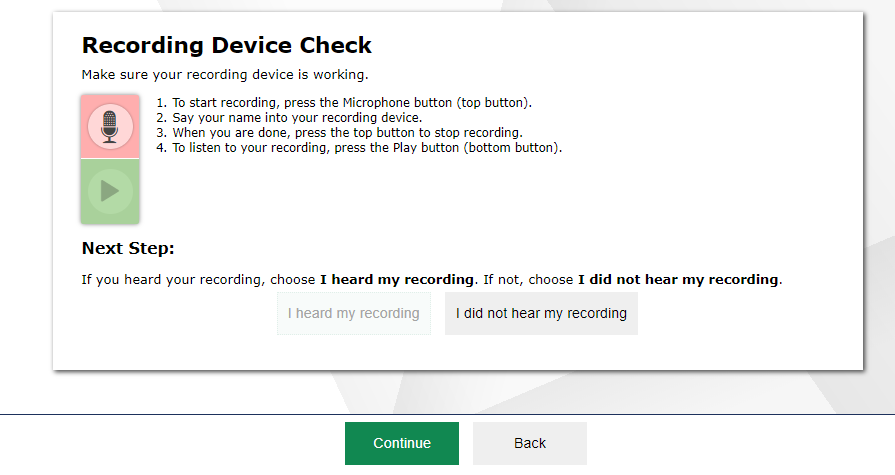 Recording Device Check
Make sure your recording device is working.
1. To start recording, press the Microphone button (top button).
2. Say your name into your recording device.
3. When you are done, press the top button to stop recording.
4. To listen to your recording, press the Play button (bottom button).
Next Step:
If you heard your recording, choose I heard my recording. If not, choose I did not hear my recording.
I heard my recording I did not hear my recording
Continue Back